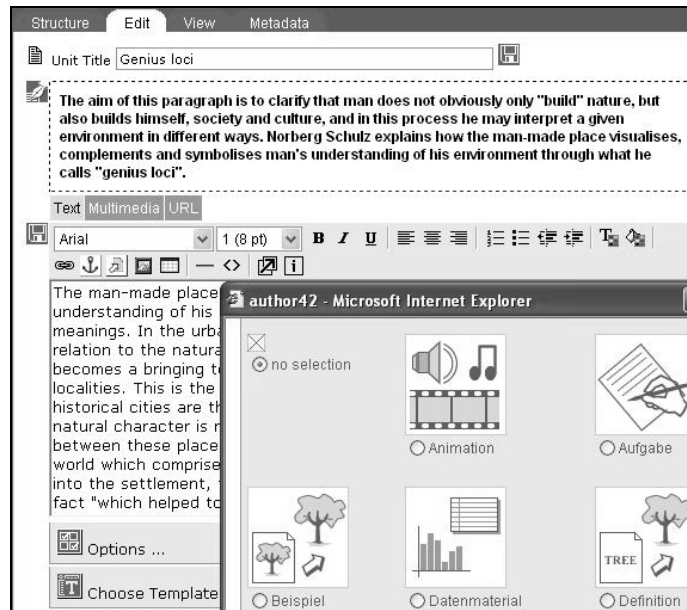 Structure Edit View Metadata
Unit Title Genius loci
The aim of this paragraph is to clarify that man does not obviously only "build" nature, but
also builds himself, society and culture, and in this process he may interpret a given
environment in different ways. Norberg Schulz explains how the man-made place visualises,
complements and symbolises man's understanding of his environment through what he
calls "genius loci".
Text Multimedia URL
Arial 1 (8 pt) B I U
The man-made place
understanding of his
meanings. In the urba
relation to the natura
becomes a bringing t
localities. This is the
historical cities are th
natural character is
between these place
world which comprise
into the settlement,
fact "which helped to
author42 - Microsoft Internet Explorer
no selection
Animation
Aufgabe
Beispiel
Datenmaterial
TREE
Definition
Options ...
Choose Template